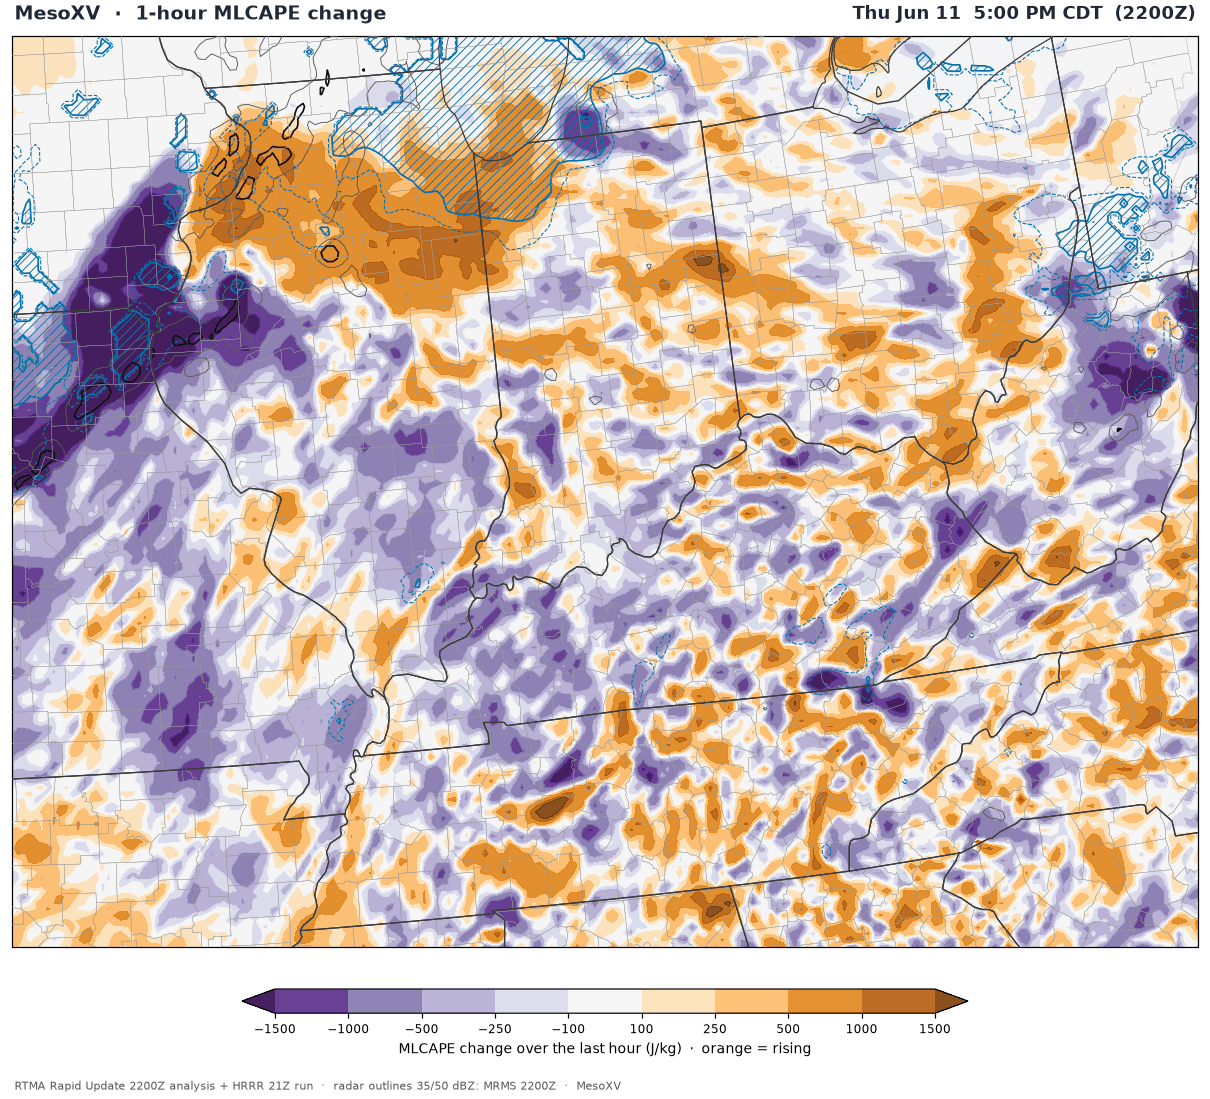 MesoXV · 1-hour MLCAPE change
Thu Jun 11 5:00 PM CDT (2200Z)
−1500 −1000 −500 −250 −100 100 250 500 1000 1500
MLCAPE change over the last hour (J/kg) · orange = rising
RTMA Rapid Update 2200Z analysis + HRRR 21Z run · radar outlines 35/50 dBZ: MRMS 2200Z · MesoXV